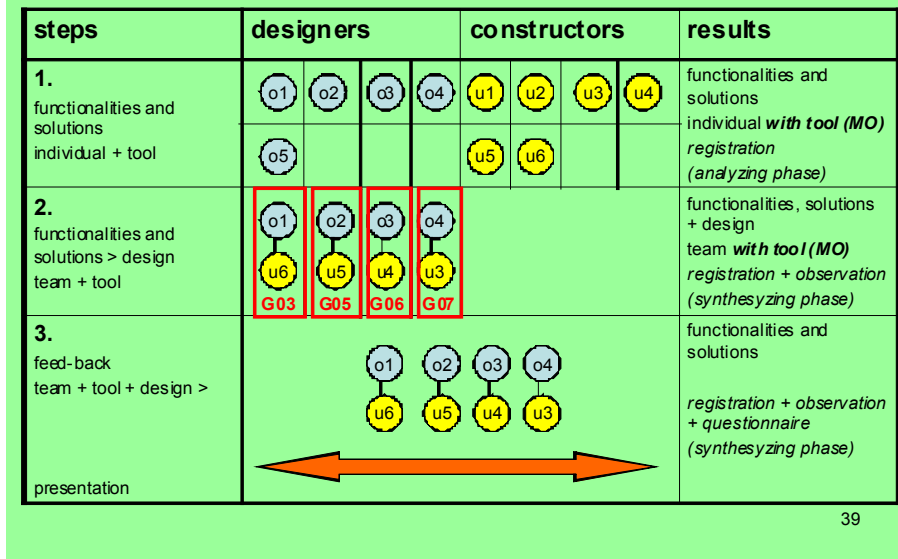 steps designers constructors results
1.
functionalities and
solutions
individual + tool
o1 o2 o3 o4 u1 u2 u3 u4
o5 u5 u6
functionalities and
solutions
individual with tool (MO)
registration
(analyzing phase)
2.
functionalities and
solutions > design
team + tool
o1 o2 o3 o4
u6 u5 u4 u3
G03 G05 G06 G07
functionalities, solutions
+ design
team with tool (MO)
registration + observation
(synthesyzing phase)
3.
feed-back
team + tool + design >
presentation
o1 o2 o3 o4
u6 u5 u4 u3
functionalities and
solutions
registration + observation
+ questionnaire
(synthesyzing phase)
39